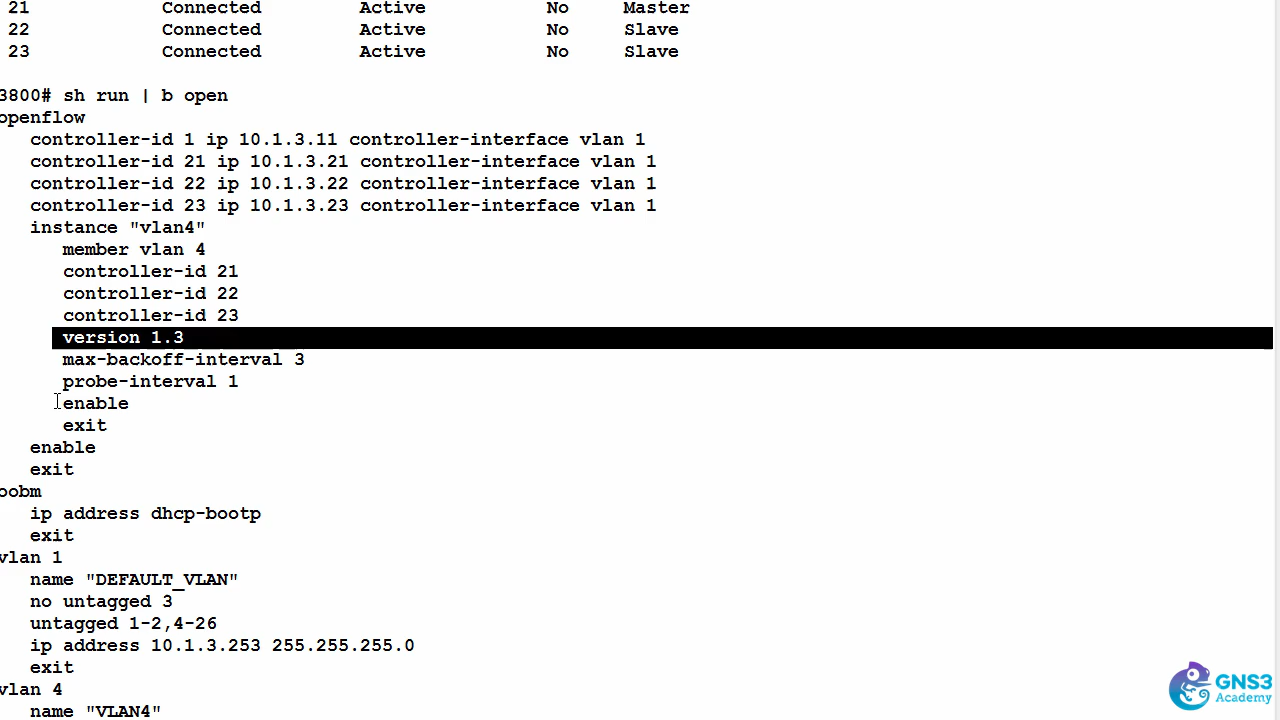 21 Connected Active No Master
22 Connected Active No Slave
23 Connected Active No Slave
3800# sh run | b open
openflow
controller-id 1 ip 10.1.3.11 controller-interface vlan 1
controller-id 21 ip 10.1.3.21 controller-interface vlan 1
controller-id 22 ip 10.1.3.22 controller-interface vlan 1
controller-id 23 ip 10.1.3.23 controller-interface vlan 1
instance "vlan4"
member vlan 4
controller-id 21
controller-id 22
controller-id 23
version 1.3
max-backoff-interval 3
probe-interval 1
enable
exit
enable
exit
oobm
ip address dhcp-bootp
exit
vlan 1
name "DEFAULT_VLAN"
no untagged 3
untagged 1-2,4-26
ip address 10.1.3.253 255.255.255.0
exit
vlan 4
name "VLAN4"
GNS3
Academy